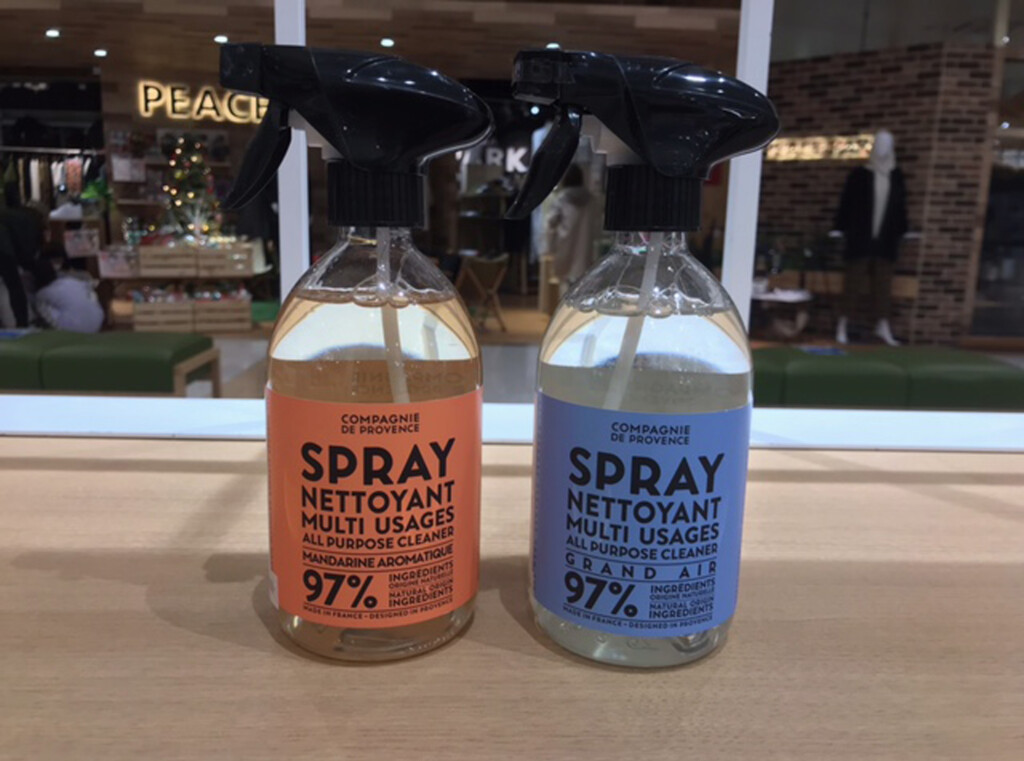 PEACH
RK
COMPAGNIE
DE PROVENCE
SPRAY
NETTOYANT
MULTI USAGES
ALL PURPOSE CLEANER
MANDARINE AROMATIQUE
97%
INGRÉDIENTS
ORIGINE NATURELLE
NATURAL ORIGIN
INGREDIENTS
MADE IN FRANCE • DESIGNED IN PROVENCE
COMPAGNIE
DE PROVENCE
SPRAY
NETTOYANT
MULTI USAGES
ALL PURPOSE CLEANER
GRAND AIR
97%
INGRÉDIENTS
ORIGINE NATURELLE
NATURAL ORIGIN
INGREDIENTS
MADE IN FRANCE • DESIGNED IN PROVENCE